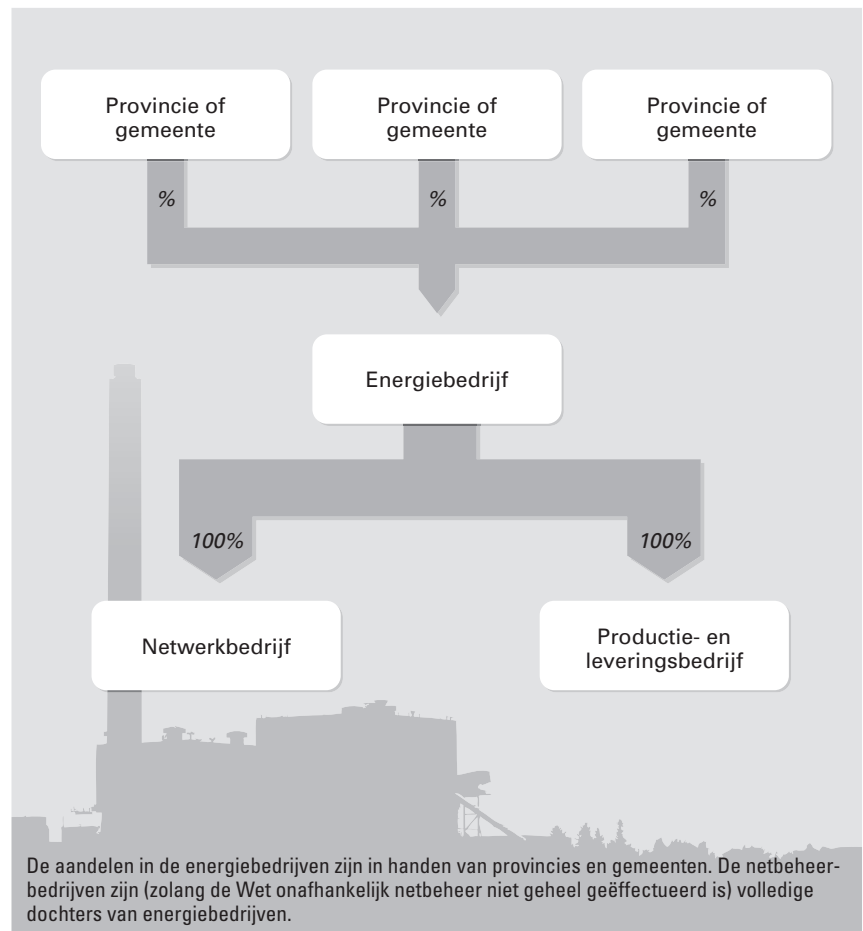 Provincie of
gemeente
Provincie of
gemeente
Provincie of
gemeente
%
%
%
Energiebedrijf
100%
100%
Netwerkbedrijf
Productie- en
leveringsbedrijf
De aandelen in de energiebedrijven zijn in handen van provincies en gemeenten. De netbeheer-
bedrijven zijn (zolang de Wet onafhankelijk netbeheer niet geheel geëffectueerd is) volledige
dochters van energiebedrijven.